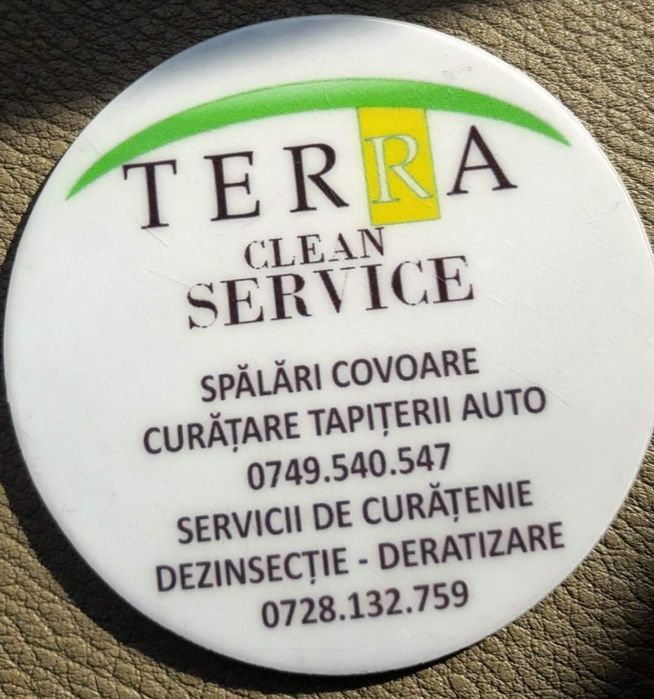 TERRA
CLEAN
SERVICE
SPĂLĂRI COVOARE
CURĂȚARE TAPIȚERII AUTO
0749.540.547
SERVICII DE CURĂȚENIE
DEZINSECȚIE - DERATIZARE
0728.132.759